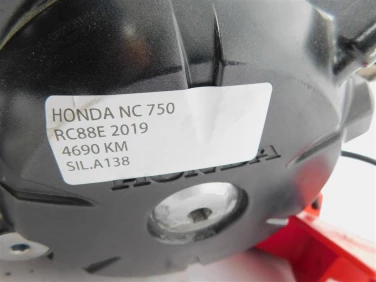 HONDA NC 750
RC88E 2019
4690 KM
SIL.A138
HONDA